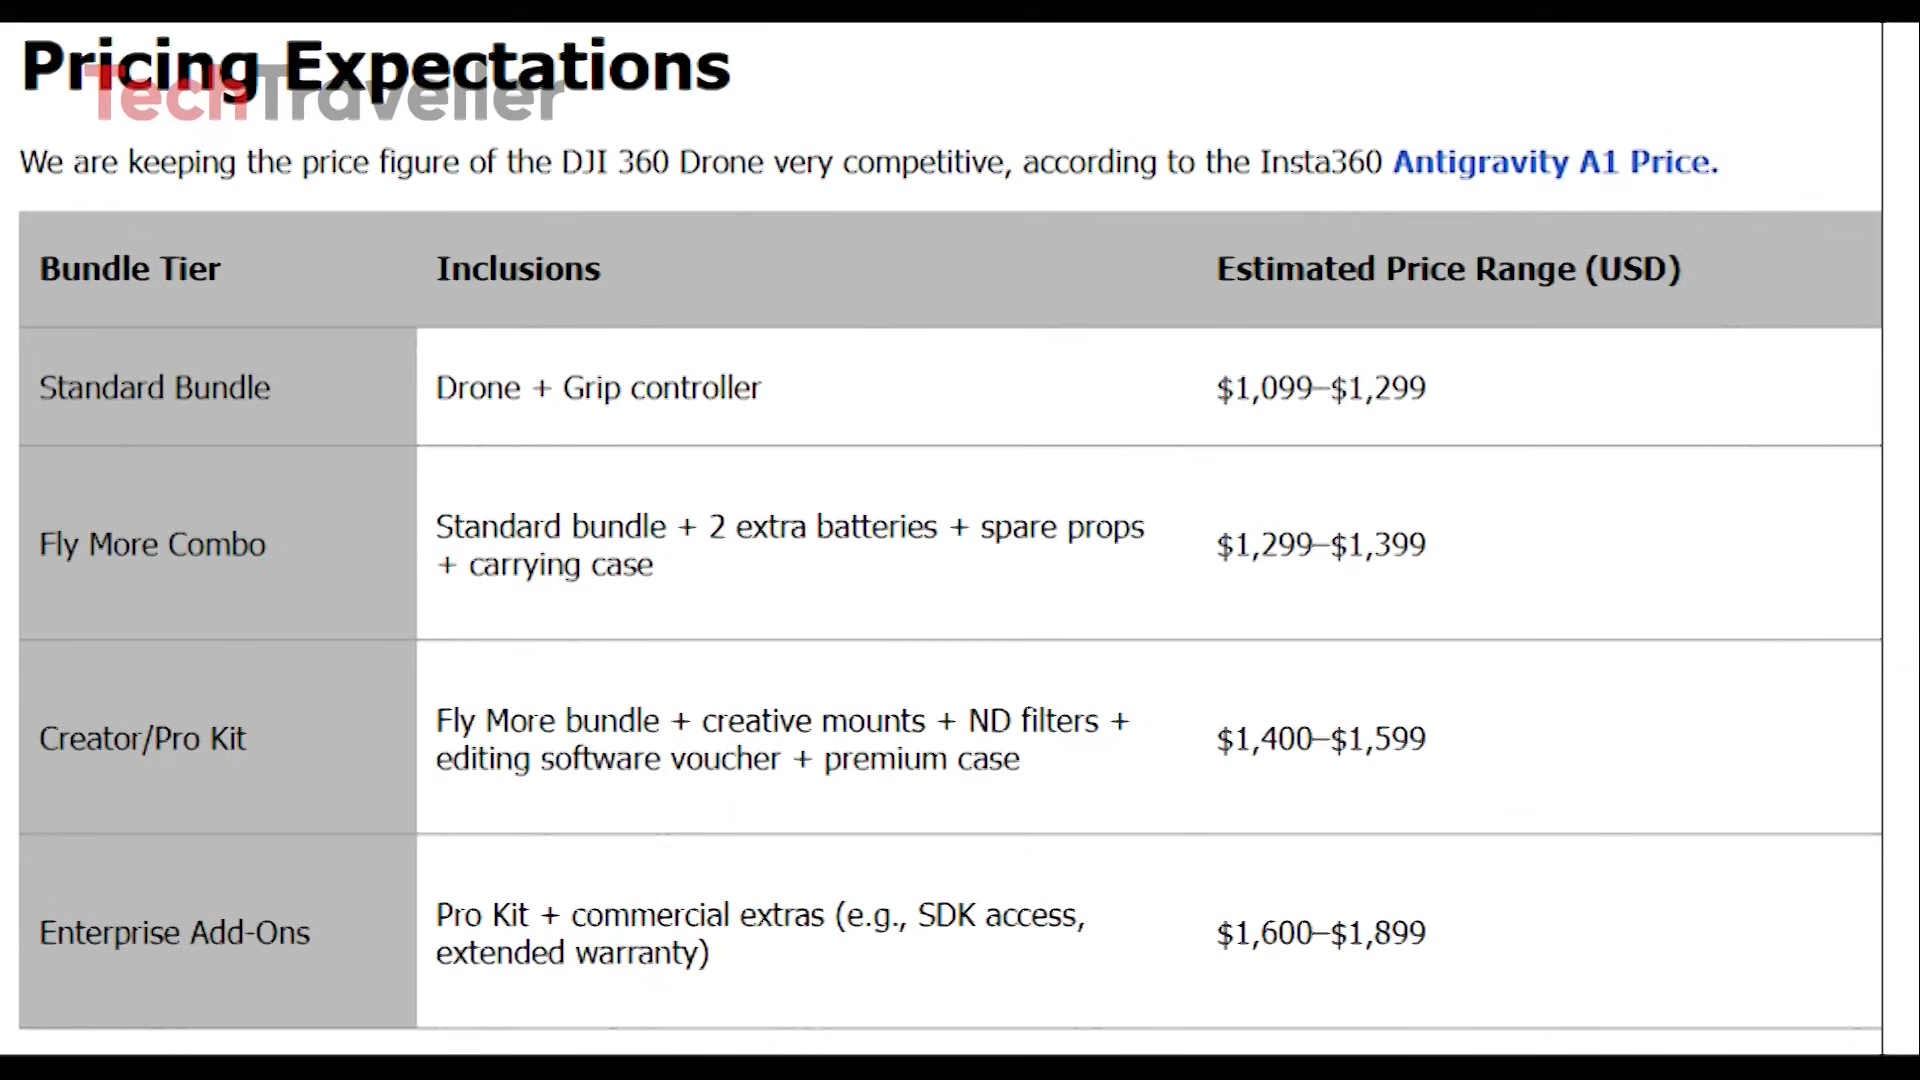 Pricing Expectations
TechTraveller
We are keeping the price figure of the DJI 360 Drone very competitive, according to the Insta360 Antigravity A1 Price.
Bundle Tier Inclusions Estimated Price Range (USD)
Standard Bundle Drone + Grip controller $1,099–$1,299
Fly More Combo Standard bundle + 2 extra batteries + spare props $1,299–$1,399
+ carrying case
Creator/Pro Kit Fly More bundle + creative mounts + ND filters + $1,400–$1,599
editing software voucher + premium case
Enterprise Add-Ons Pro Kit + commercial extras (e.g., SDK access, $1,600–$1,899
extended warranty)